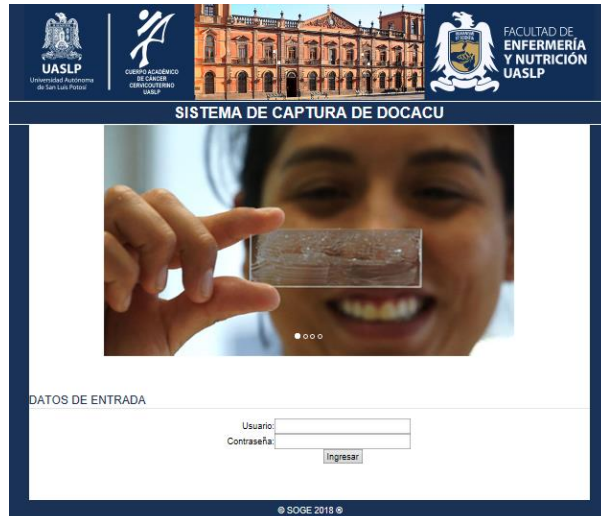 UASLP
Universidad Autónoma
de San Luis Potosí
CUERPO ACADÉMICO
DE CÁNCER
CERVICOUTERINO
UASLP
FACULTAD DE
ENFERMERÍA
Y NUTRICIÓN
UASLP
SISTEMA DE CAPTURA DE DOCACU
DATOS DE ENTRADA
Usuario:
Contraseña:
Ingresar
© SOGE 2018 ®